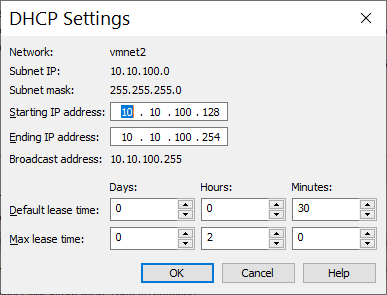 DHCP Settings
Network: vmnet2
Subnet IP: 10.10.100.0
Subnet mask: 255.255.255.0
Starting IP address: 10 . 10 . 100 . 128
Ending IP address: 10 . 10 . 100 . 254
Broadcast address: 10.10.100.255
Days: Hours: Minutes:
Default lease time: 0 0 30
Max lease time: 0 2 0
OK Cancel Help